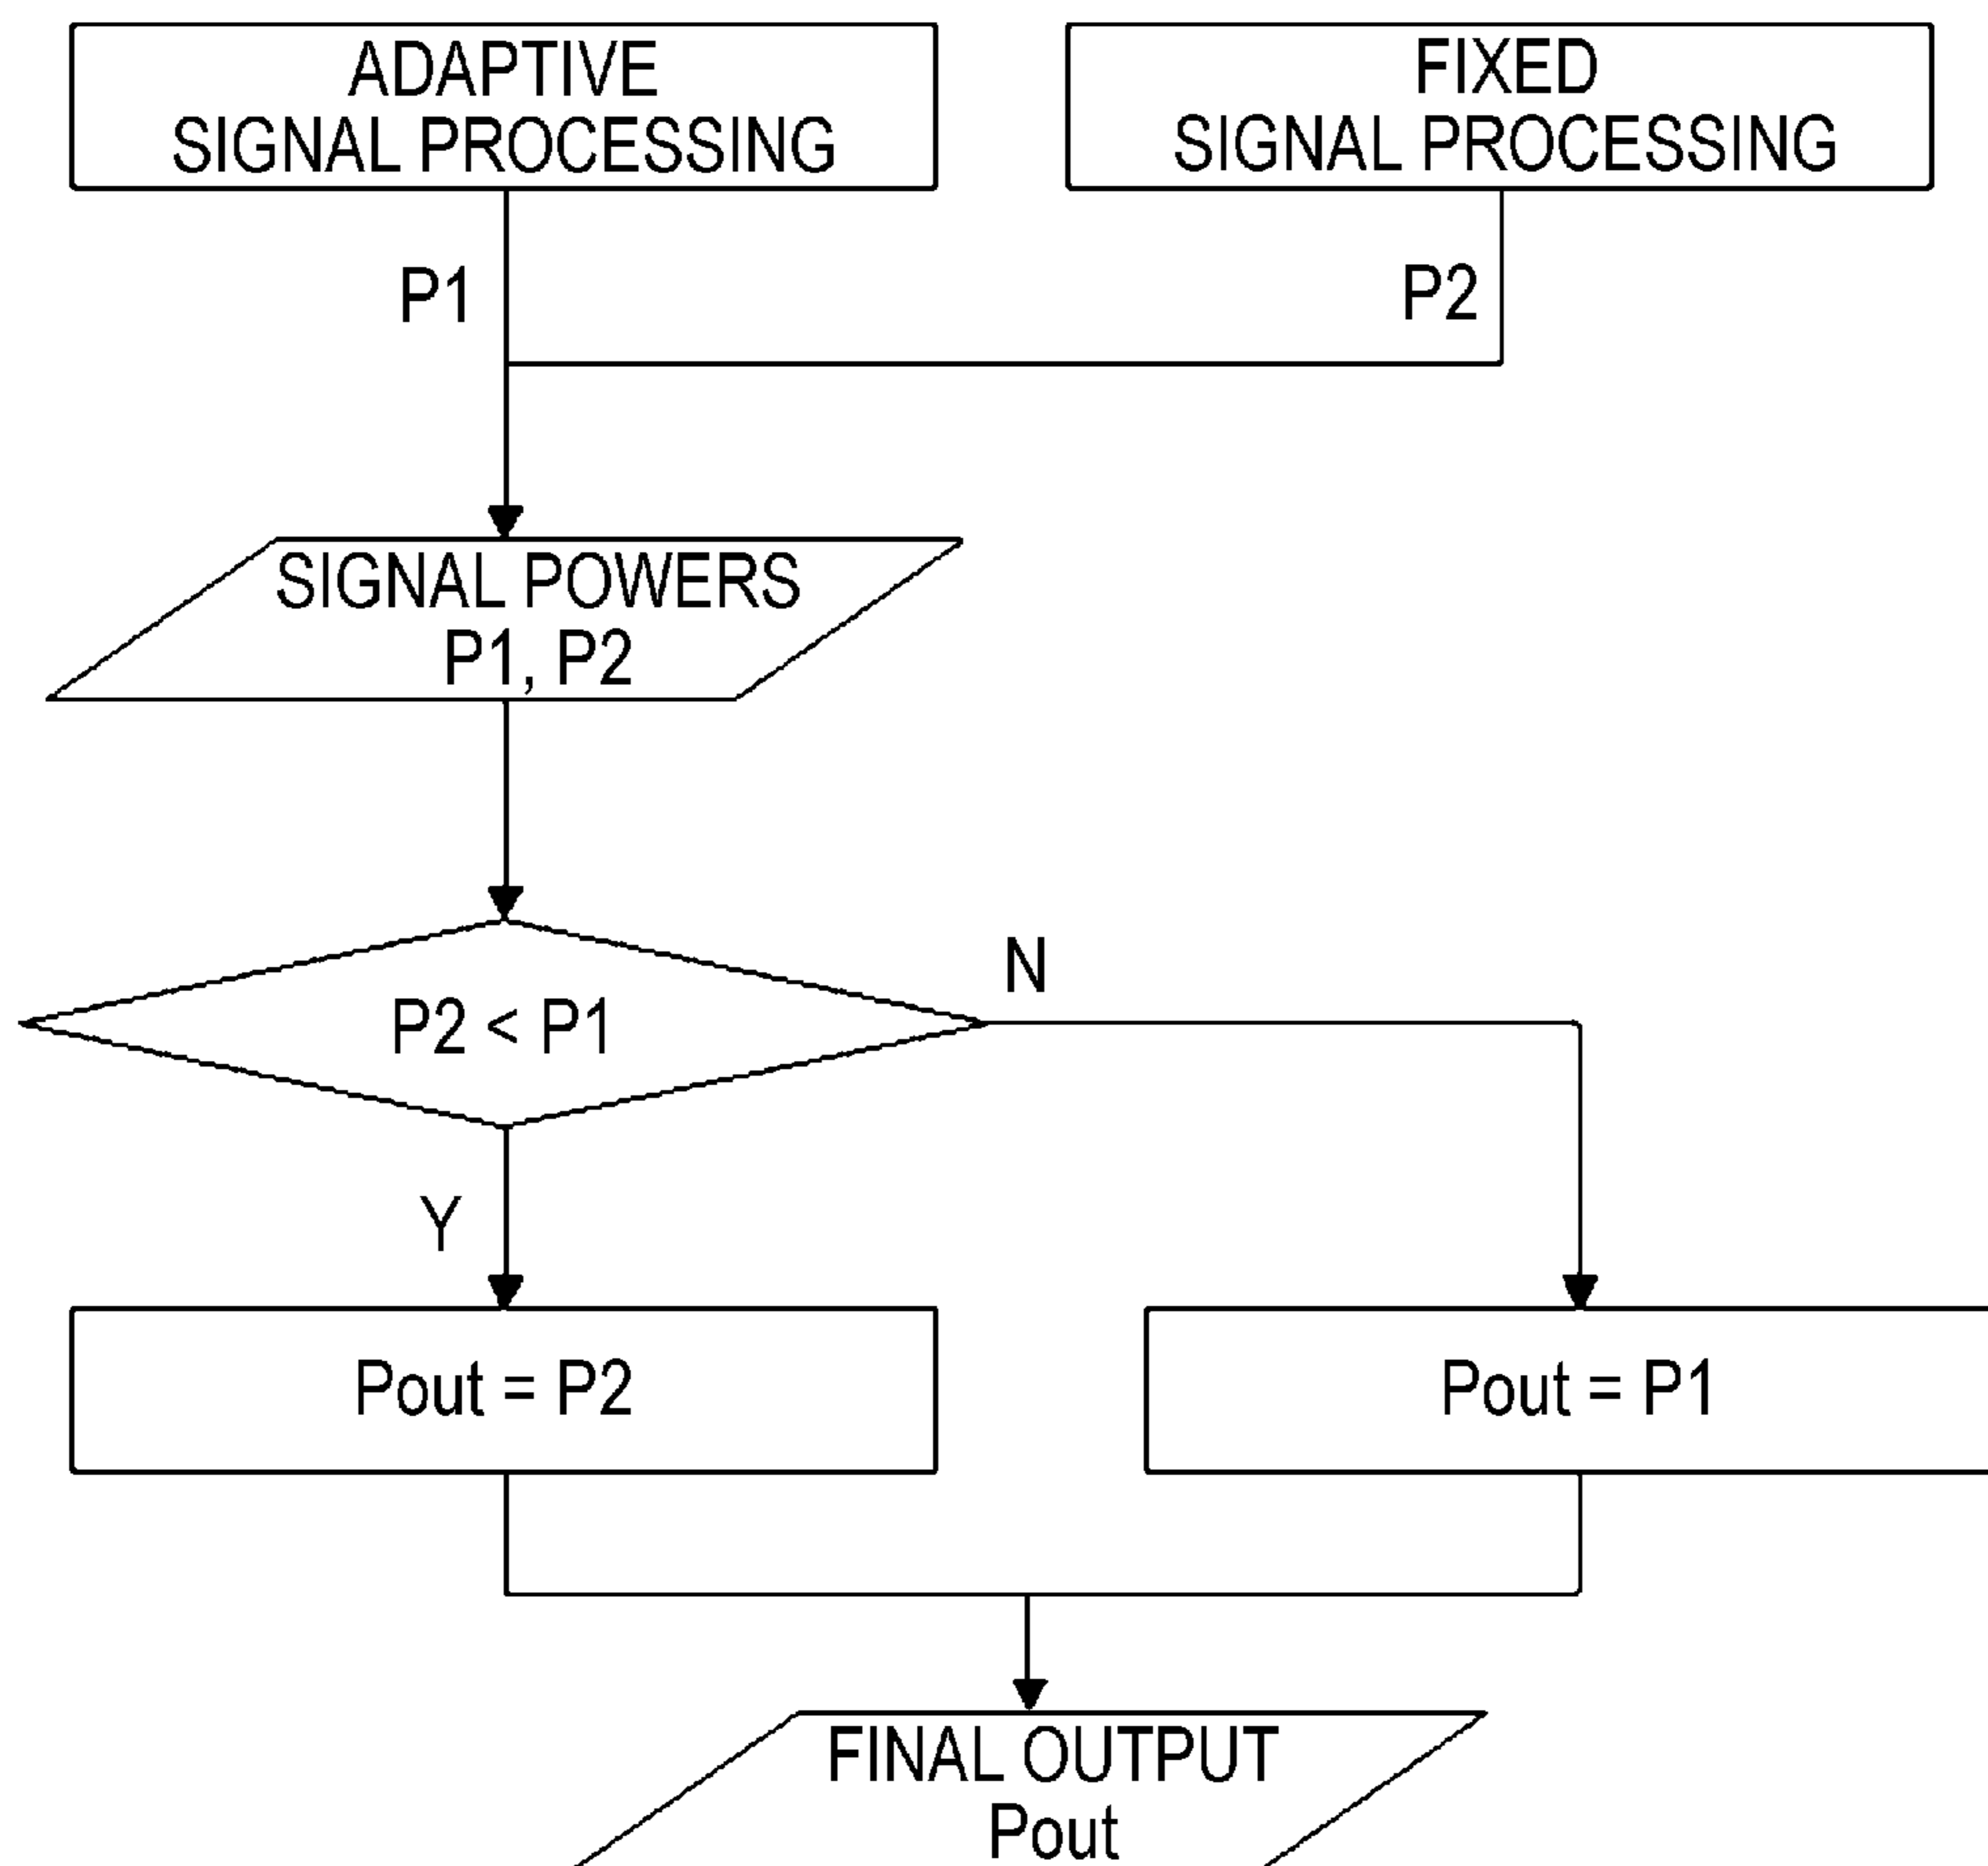 ADAPTIVE
SIGNAL PROCESSING
FIXED
SIGNAL PROCESSING
P1
P2
SIGNAL POWERS
P1, P2
P2 < P1
N
Y
Pout = P2
Pout = P1
FINAL OUTPUT
Pout